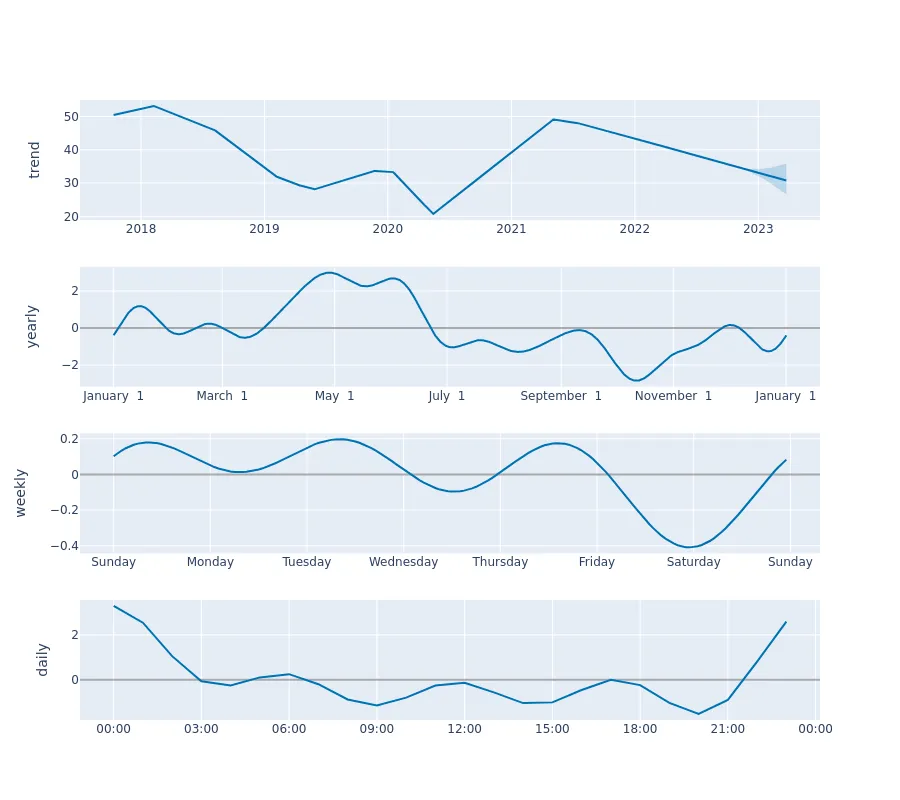 trend
50
40
30
20
2018 2019 2020 2021 2022 2023
yearly
2
0
−2
January 1 March 1 May 1 July 1 September 1 November 1 January 1
weekly
0.2
0
−0.2
−0.4
Sunday Monday Tuesday Wednesday Thursday Friday Saturday Sunday
daily
2
0
00:00 03:00 06:00 09:00 12:00 15:00 18:00 21:00 00:00